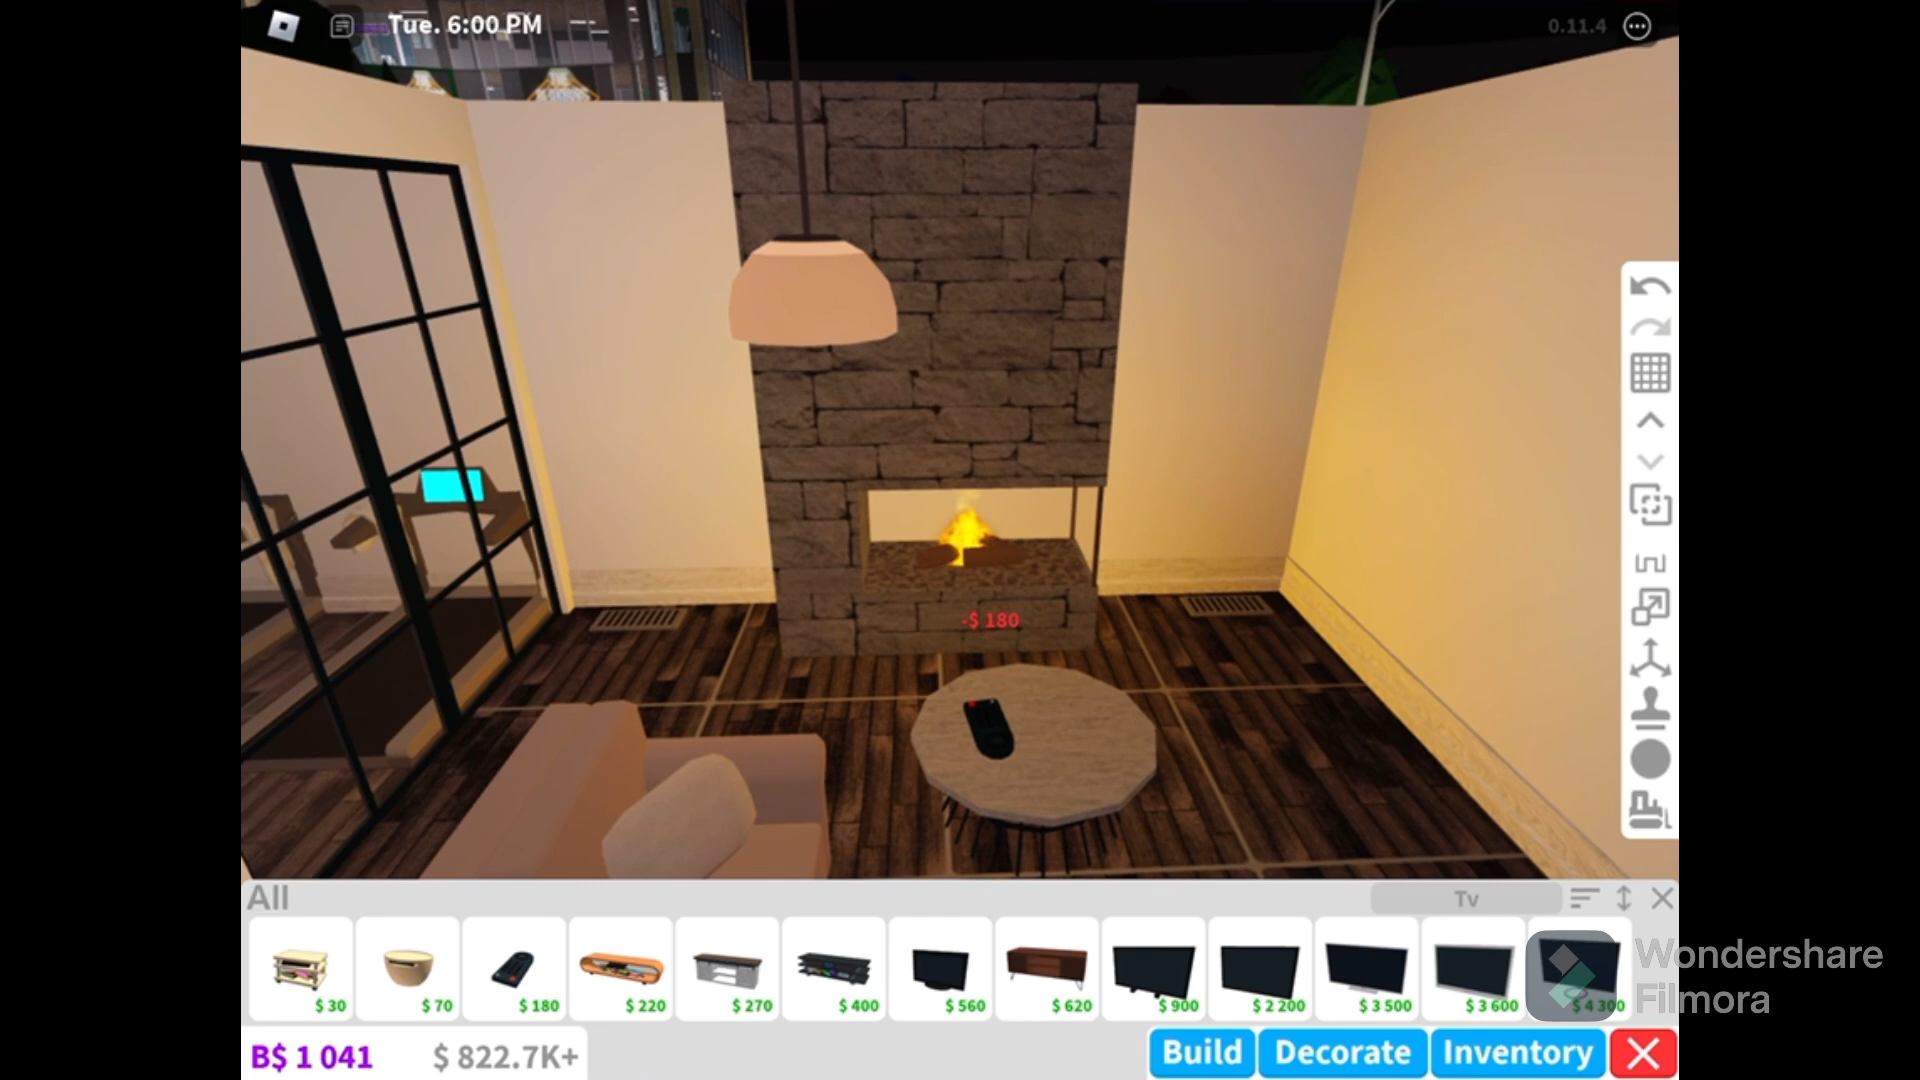 Tue. 6:00 PM
0.11.4
-$ 180
All
Tv
$ 30
$ 70
$ 180
$ 220
$ 270
$ 400
$ 560
$ 620
$ 900
$ 2 200
$ 3 500
$ 3 600
$ 4 300
Wondershare
Filmora
B$ 1 041
$ 822.7K+
Build
Decorate
Inventory